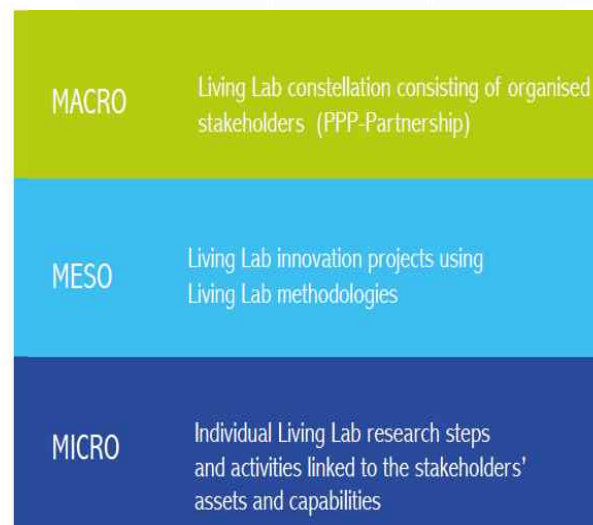 MACRO
Living Lab constellation consisting of organised
stakeholders (PPP-Partnership)
MESO
Living Lab innovation projects using
Living Lab methodologies
MICRO
Individual Living Lab research steps
and activities linked to the stakeholders'
assets and capabilities